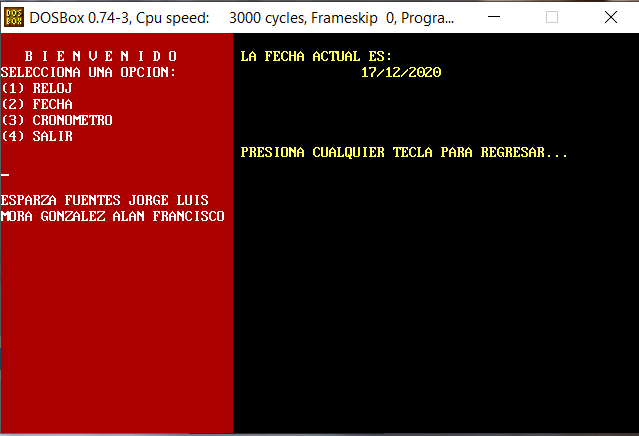 DOS
BOX
DOSBox 0.74-3, Cpu speed: 3000 cycles, Frameskip 0, Progra...
B I E N V E N I D O
SELECCIONA UNA OPCION:
(1) RELOJ
(2) FECHA
(3) CRONOMETRO
(4) SALIR
ESPARZA FUENTES JORGE LUIS
MORA GONZALEZ ALAN FRANCISCO
LA FECHA ACTUAL ES:
17/12/2020
PRESIONA CUALQUIER TECLA PARA REGRESAR...